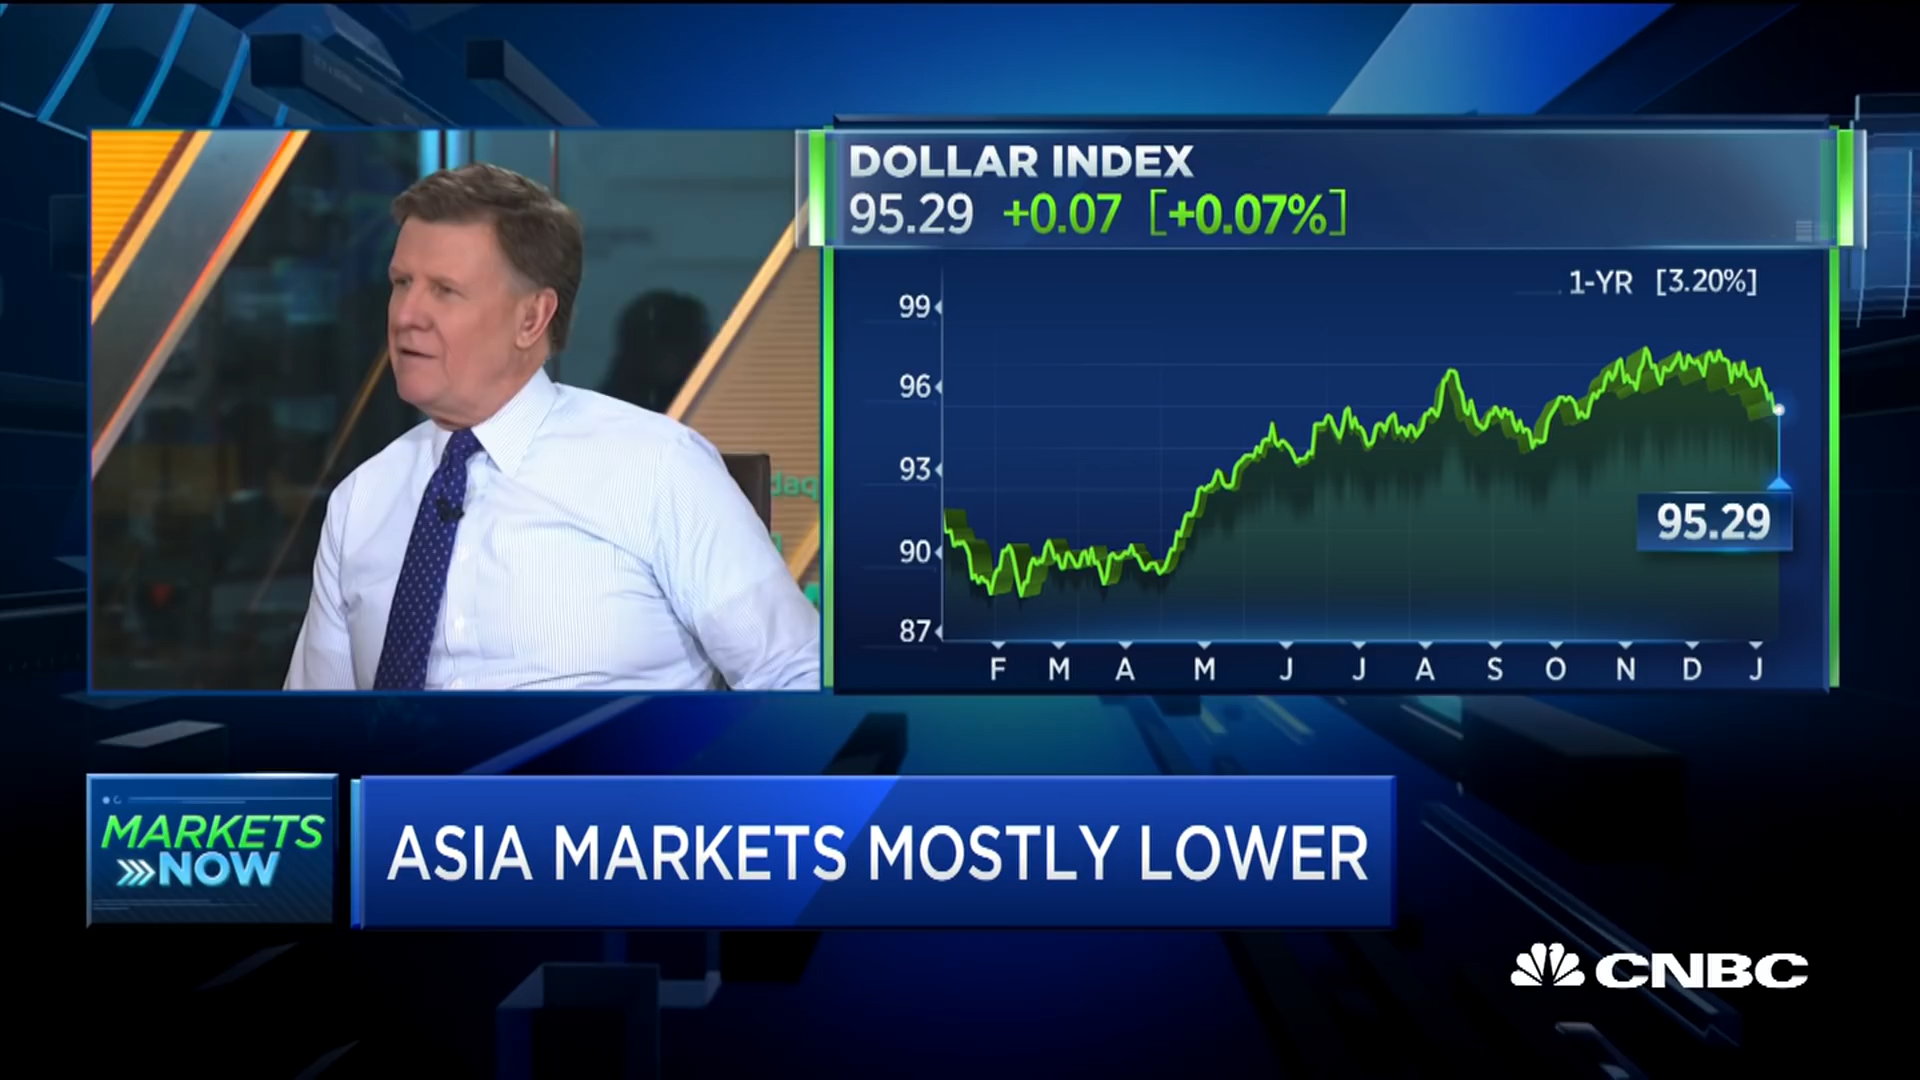 DOLLAR INDEX
95.29 +0.07 [+0.07%]
1-YR [3.20%]
99
96
93
90
87
95.29
F M A M J J A S O N D J
daq
MARKETS
NOW
ASIA MARKETS MOSTLY LOWER
CNBC